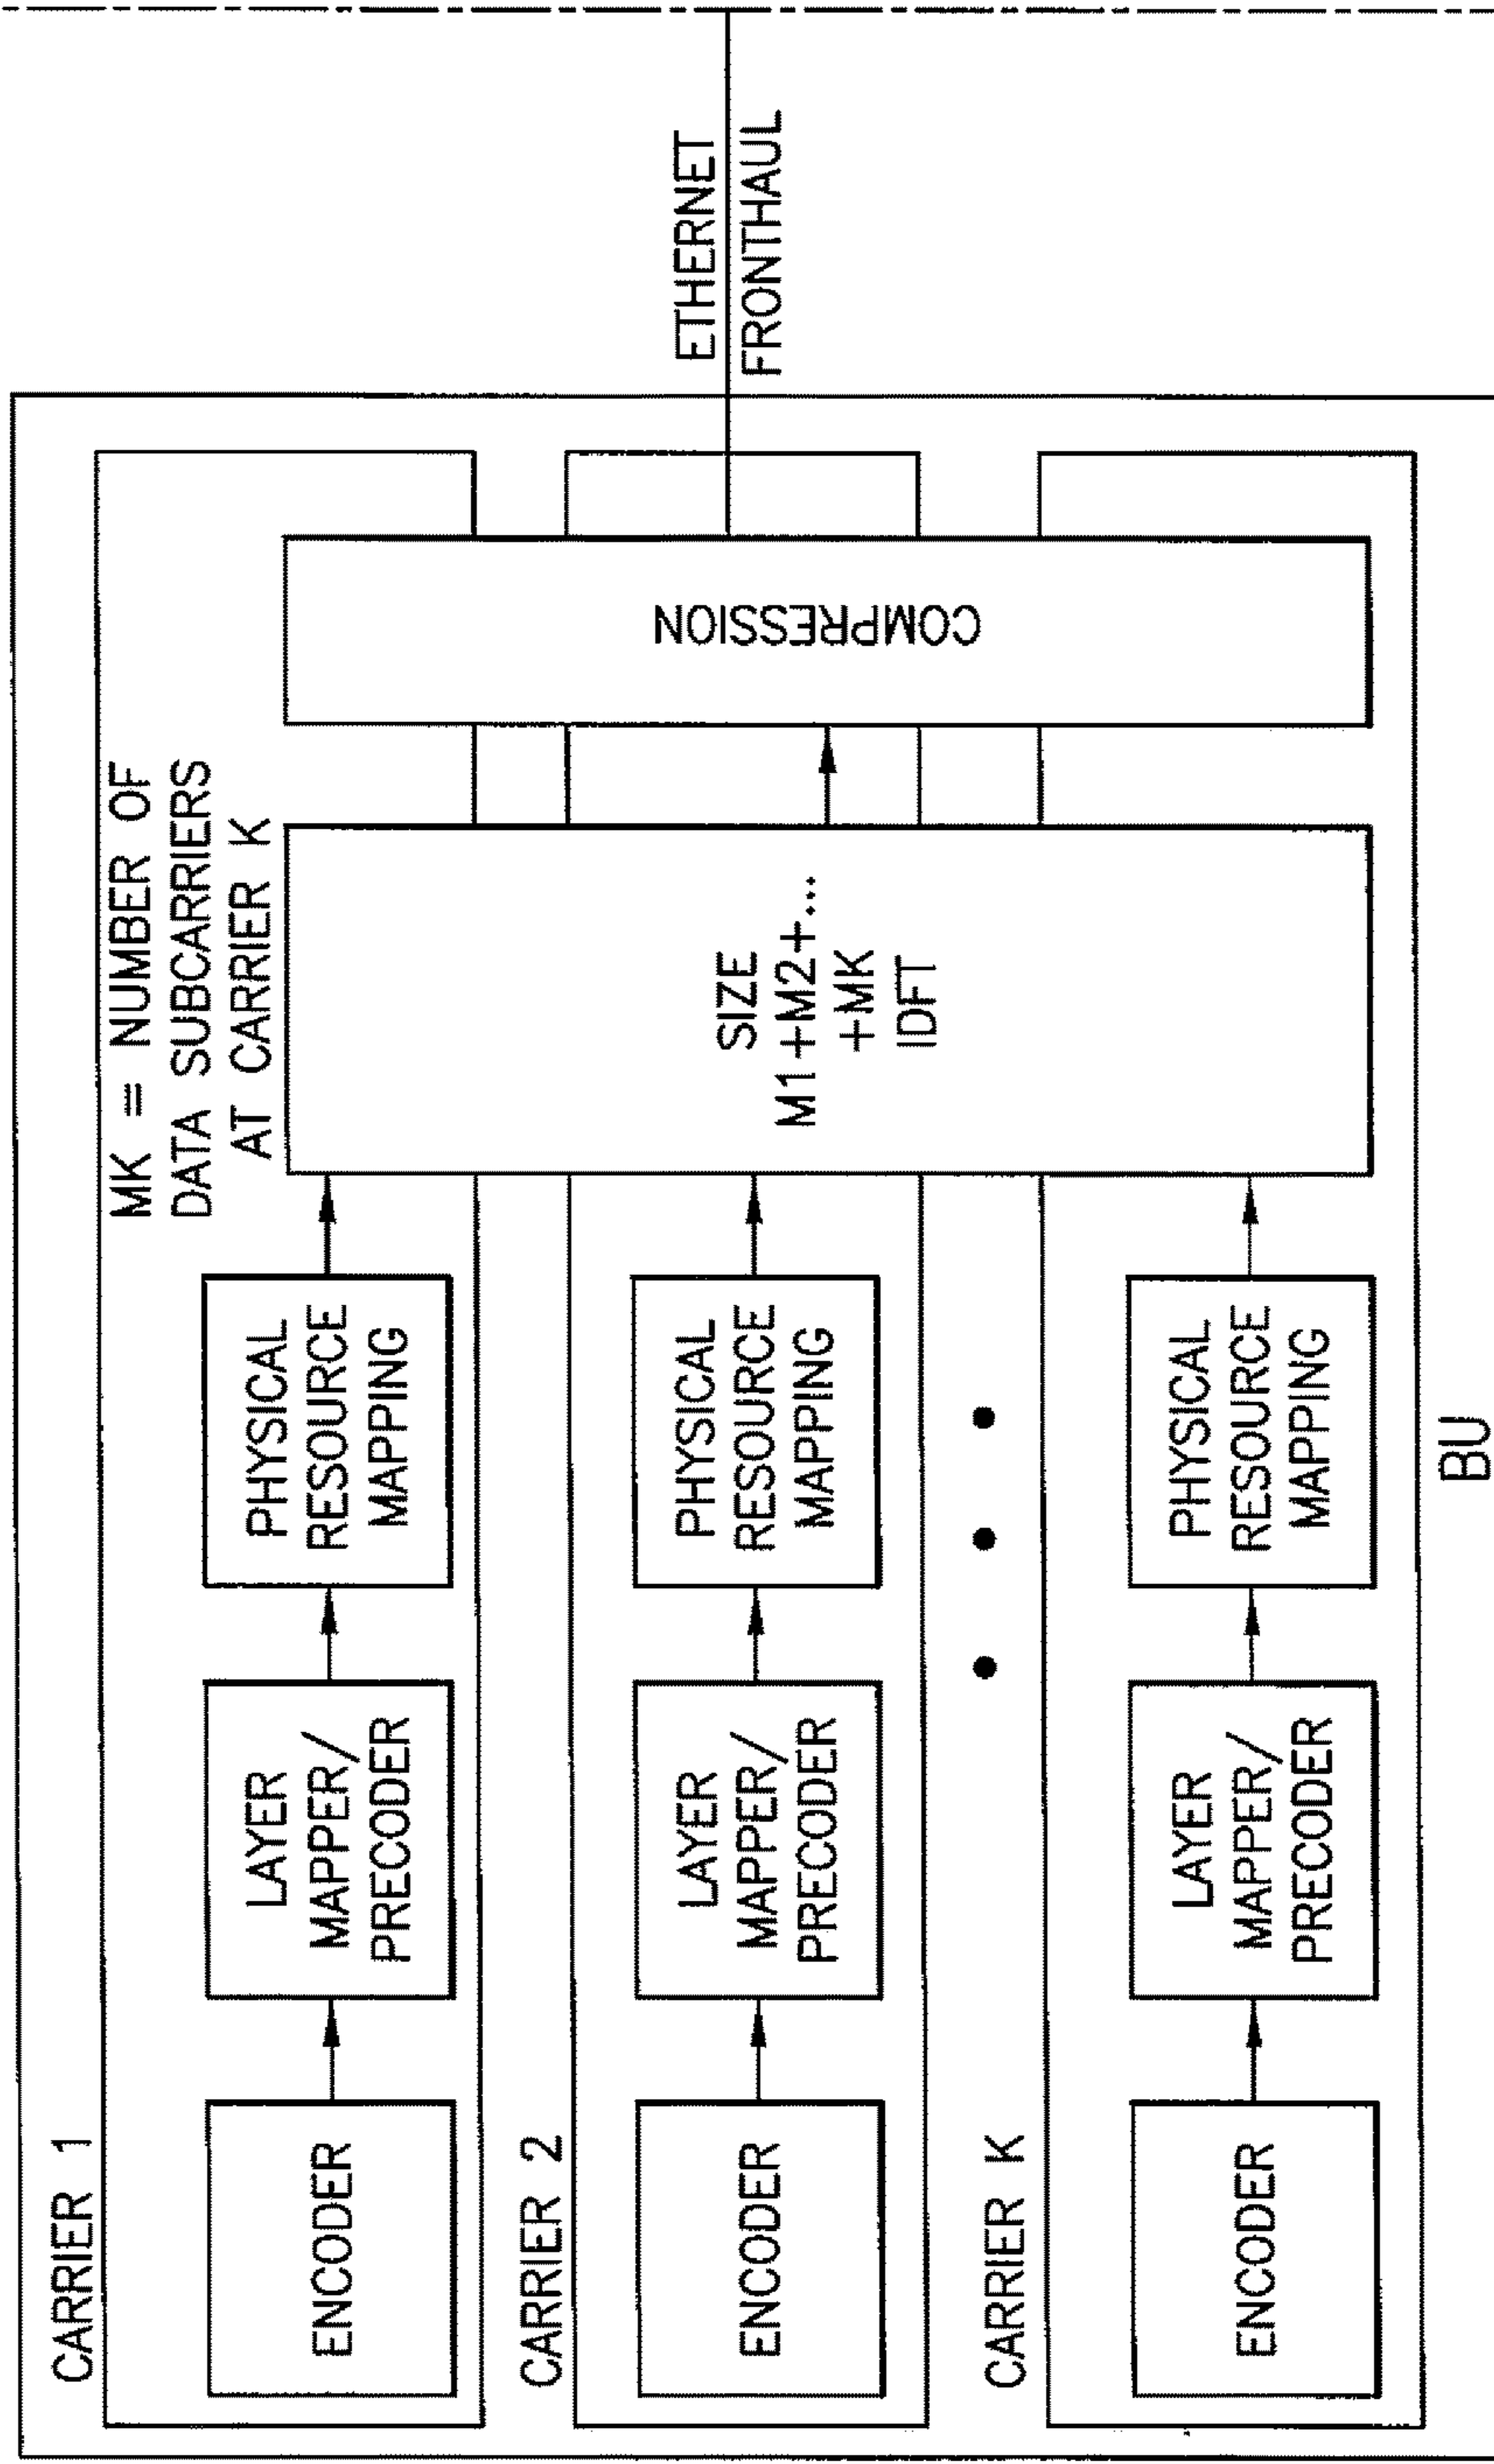 CARRIER 1
ENCODER
LAYER
MAPPER/
PRECODER
PHYSICAL
RESOURCE
MAPPING
MK = NUMBER OF
DATA SUBCARRIERS
AT CARRIER K
CARRIER 2
ENCODER
LAYER
MAPPER/
PRECODER
PHYSICAL
RESOURCE
MAPPING
CARRIER K
ENCODER
LAYER
MAPPER/
PRECODER
PHYSICAL
RESOURCE
MAPPING
SIZE
M1+M2+...
+MK
IDFT
COMPRESSION
ETHERNET
FRONTHAUL
BU